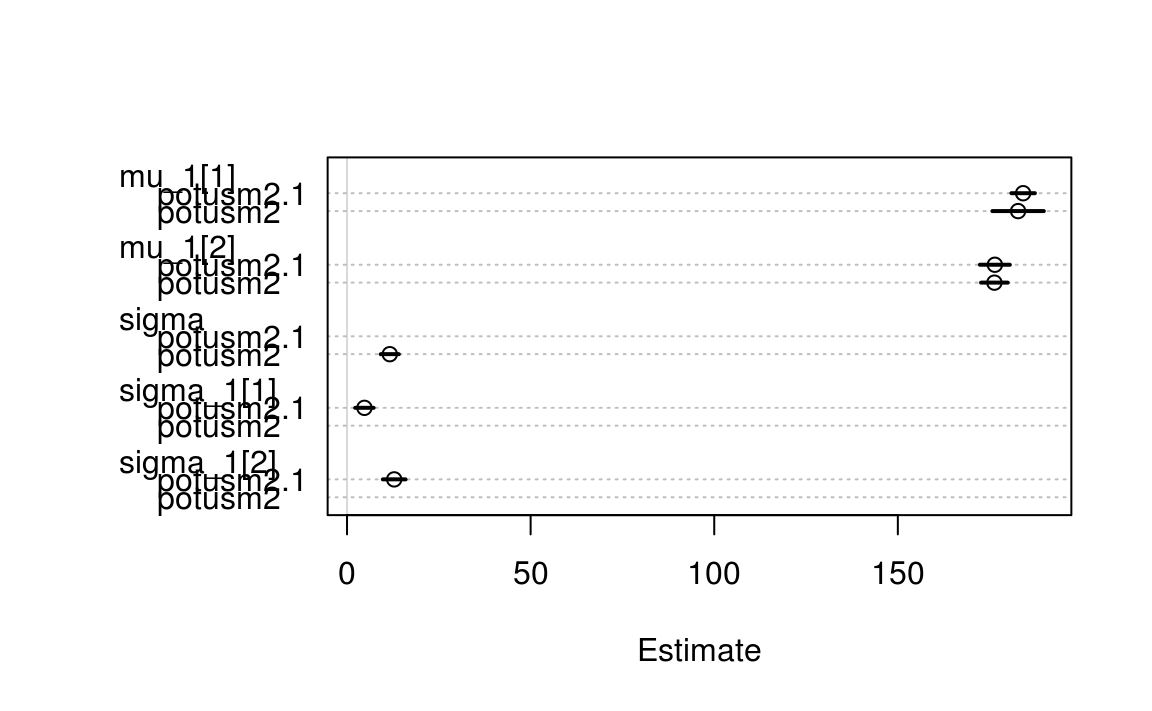 mu_1[1]
potusm2.1
potusm2
mu_1[2]
potusm2.1
potusm2
sigma
potusm2.1
potusm2
sigma_1[1]
potusm2.1
potusm2
sigma_1[2]
potusm2.1
potusm2
0 50 100 150
Estimate